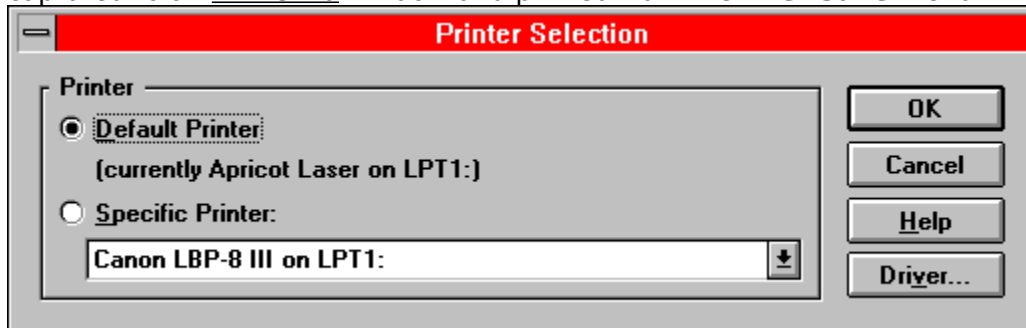 Printer Selection
Printer
Default Printer
(currently Apricot Laser on LPT1:)
Specific Printer:
Canon LBP-8 III on LPT1:
OK
Cancel
Help
Driver...